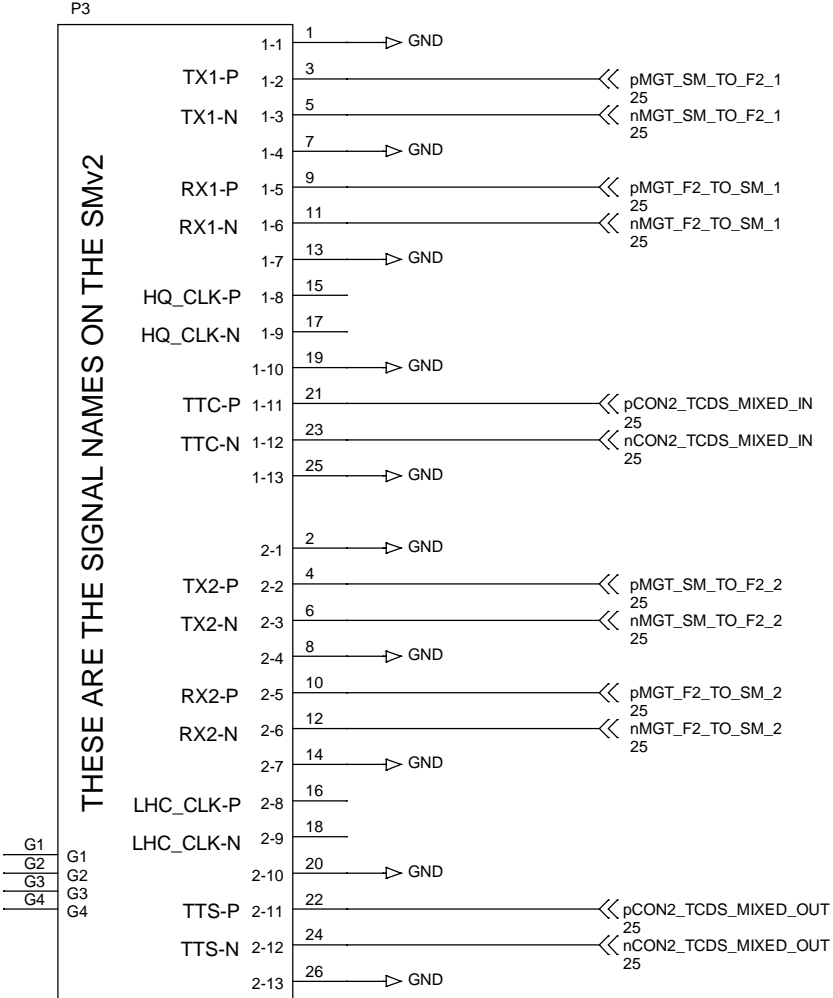 P3
THESE ARE THE SIGNAL NAMES ON THE SMv2
1-1 1 GND
TX1-P 1-2 3 pMGT_SM_TO_F2_1
25
TX1-N 1-3 5 nMGT_SM_TO_F2_1
25
1-4 7 GND
RX1-P 1-5 9 pMGT_F2_TO_SM_1
25
RX1-N 1-6 11 nMGT_F2_TO_SM_1
25
1-7 13 GND
HQ_CLK-P 1-8 15
HQ_CLK-N 1-9 17
1-10 19 GND
TTC-P 1-11 21 pCON2_TCDS_MIXED_IN
25
TTC-N 1-12 23 nCON2_TCDS_MIXED_IN
25
1-13 25 GND
2-1 2 GND
TX2-P 2-2 4 pMGT_SM_TO_F2_2
25
TX2-N 2-3 6 nMGT_SM_TO_F2_2
25
2-4 8 GND
RX2-P 2-5 10 pMGT_F2_TO_SM_2
25
RX2-N 2-6 12 nMGT_F2_TO_SM_2
25
2-7 14 GND
LHC_CLK-P 2-8 16
LHC_CLK-N 2-9 18
G1 G1
G2 G2
G3 G3
G4 G4
2-10 20 GND
TTS-P 2-11 22 pCON2_TCDS_MIXED_OUT
25
TTS-N 2-12 24 nCON2_TCDS_MIXED_OUT
25
2-13 26 GND